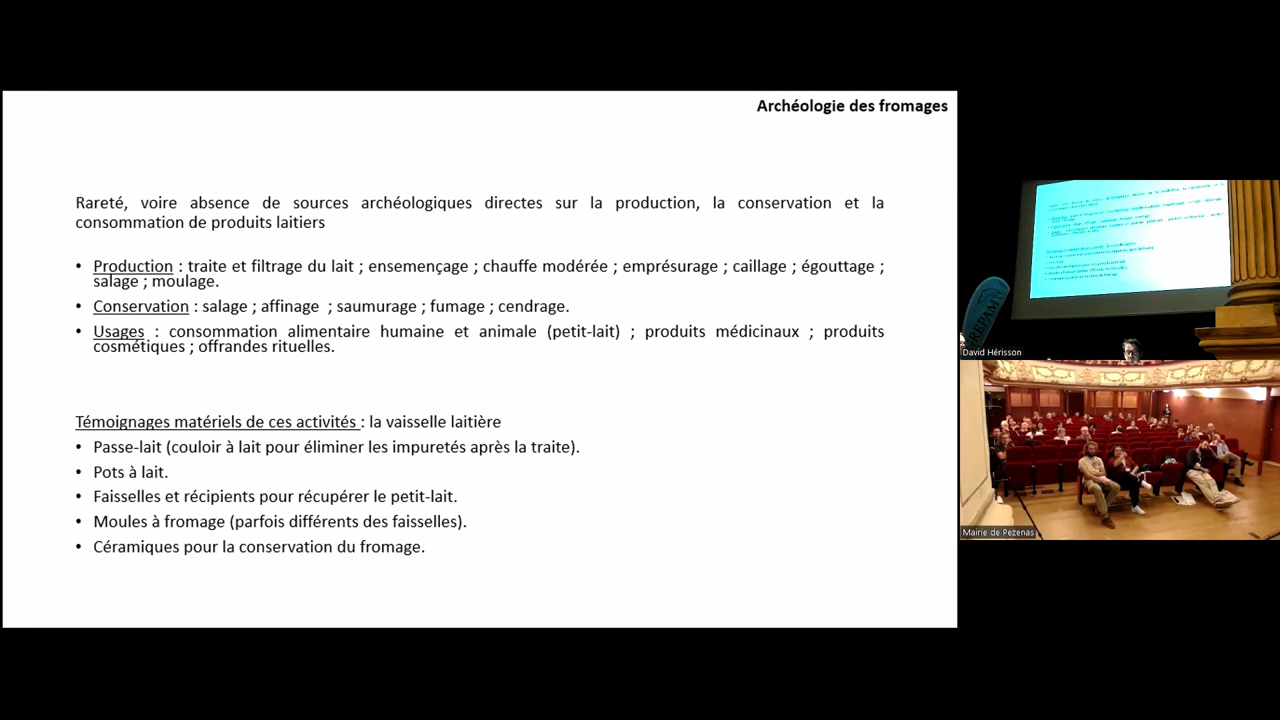 Archéologie des fromages
Rareté, voire absence de sources archéologiques directes sur la production, la conservation et la
consommation de produits laitiers
• Production : traite et filtrage du lait ; ensemençage ; chauffe modérée ; emprésurage ; caillage ; égouttage ;
salage ; moulage.
• Conservation : salage ; affinage ; saumurage ; fumage ; cendrage.
• Usages : consommation alimentaire humaine et animale (petit-lait) ; produits médicinaux ; produits
cosmétiques ; offrandes rituelles.
Témoignages matériels de ces activités : la vaisselle laitière
• Passe-lait (couloir à lait pour éliminer les impuretés après la traite).
• Pots à lait.
• Faisselles et récipients pour récupérer le petit-lait.
• Moules à fromage (parfois différents des faisselles).
• Céramiques pour la conservation du fromage.
David Hérisson
Mairie de Pezenas